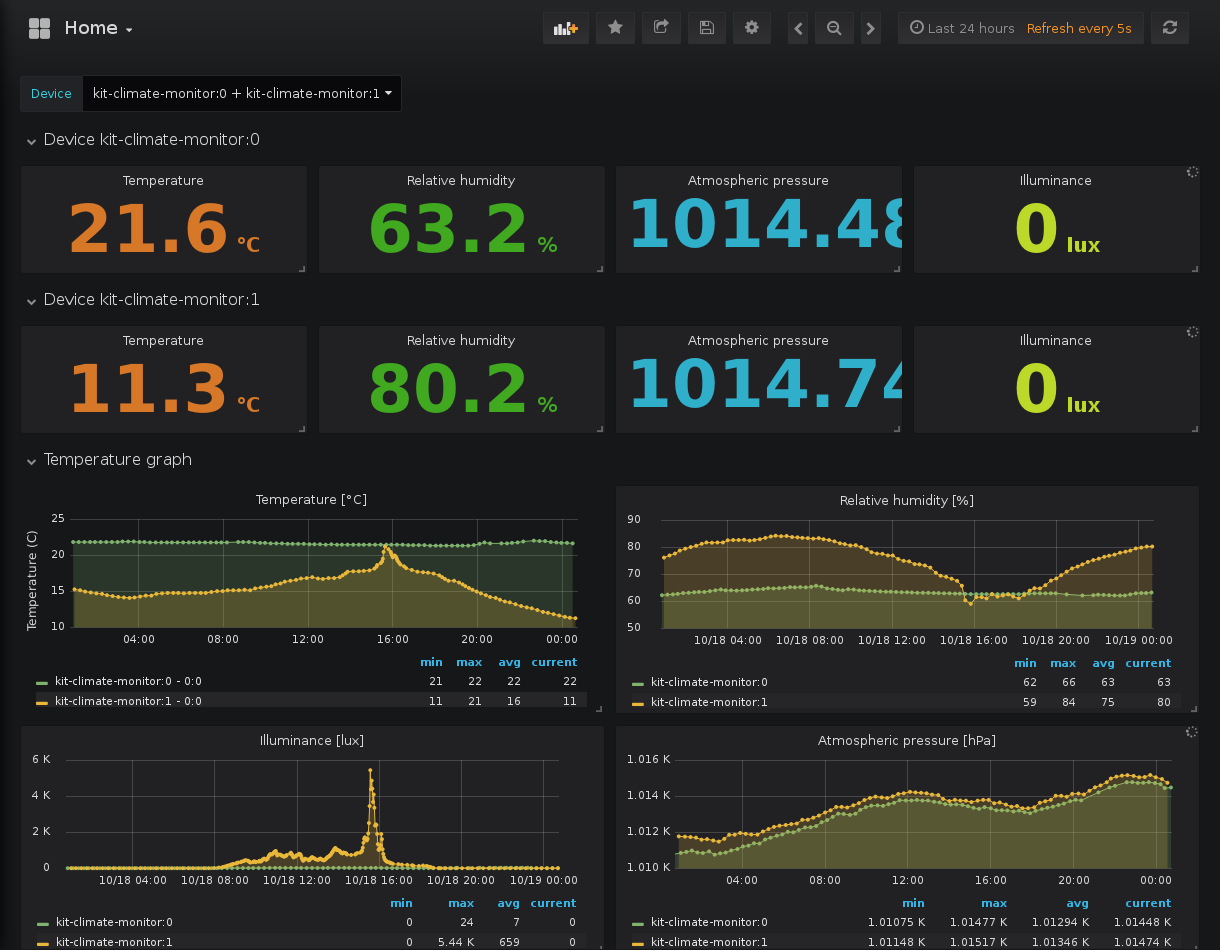 Home
Last 24 hours Refresh every 5s
Device kit-climate-monitor:0 + kit-climate-monitor:1
Device kit-climate-monitor:0
Temperature
21.6 °C
Relative humidity
63.2 %
Atmospheric pressure
1014.48
Illuminance
0 lux
Device kit-climate-monitor:1
Temperature
11.3 °C
Relative humidity
80.2 %
Atmospheric pressure
1014.74
Illuminance
0 lux
Temperature graph
Temperature [°C]
Temperature (C)
25
20
15
10
04:00 08:00 12:00 16:00 20:00 00:00
min max avg current
kit-climate-monitor:0 - 0:0 21 22 22 22
kit-climate-monitor:1 - 0:0 11 21 16 11
Relative humidity [%]
90
80
70
60
50
10/18 04:00 10/18 08:00 10/18 12:00 10/18 16:00 10/18 20:00 10/19 00:00
min max avg current
kit-climate-monitor:0 62 66 63 63
kit-climate-monitor:1 59 84 75 80
Illuminance [lux]
6 K
4 K
2 K
0
10/18 04:00 10/18 08:00 10/18 12:00 10/18 16:00 10/18 20:00 10/19 00:00
min max avg current
kit-climate-monitor:0 0 24 7 0
kit-climate-monitor:1 0 5.44 K 659 0
Atmospheric pressure [hPa]
1.016 K
1.014 K
1.012 K
1.010 K
04:00 08:00 12:00 16:00 20:00 00:00
min max avg current
kit-climate-monitor:0 1.01075 K 1.01477 K 1.01294 K 1.01448 K
kit-climate-monitor:1 1.01148 K 1.01517 K 1.01346 K 1.01474 K